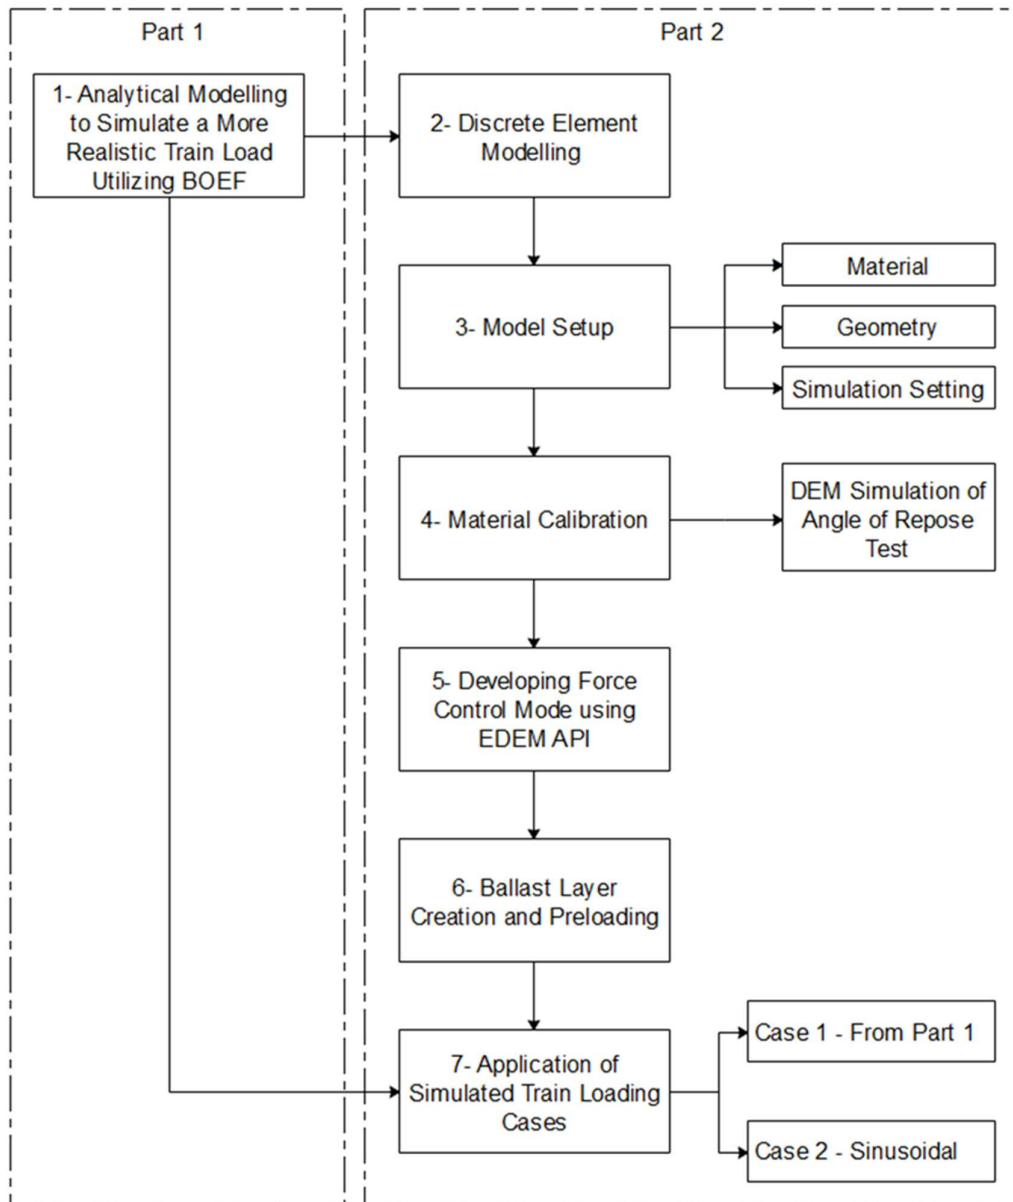 Part 1
1- Analytical Modelling
to Simulate a More
Realistic Train Load
Utilizing BOEF
Part 2
2- Discrete Element
Modelling
3- Model Setup
Material
Geometry
Simulation Setting
4- Material Calibration
DEM Simulation of
Angle of Repose
Test
5- Developing Force
Control Mode using
EDEM API
6- Ballast Layer
Creation and Preloading
7- Application of
Simulated Train Loading
Cases
Case 1 - From Part 1
Case 2 - Sinusoidal